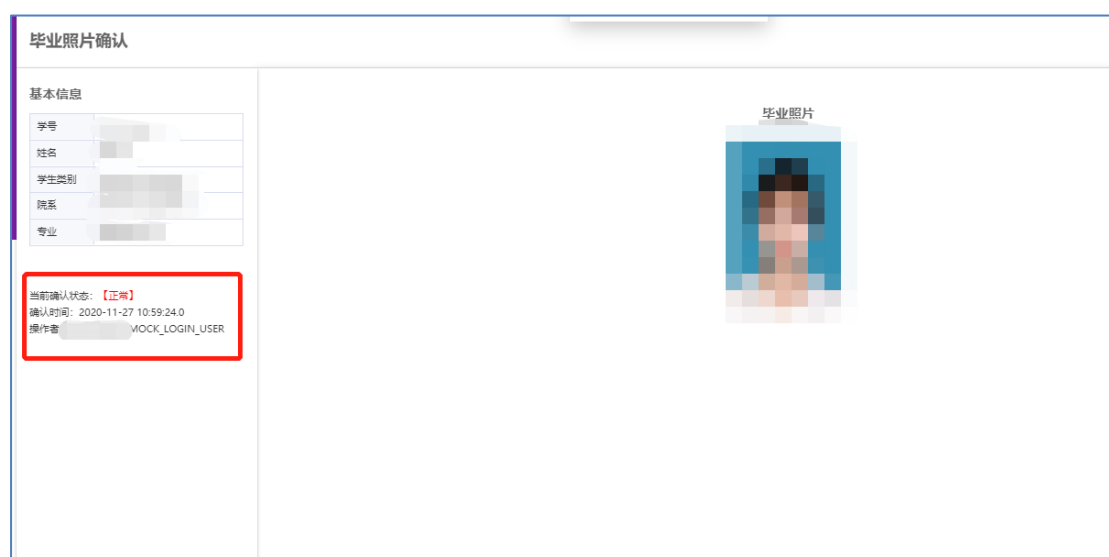 毕业照片确认
基本信息
学号
姓名
学生类别
院系
专业
当前确认状态：【正常】
确认时间：2020-11-27 10:59:24.0
操作者 MOCK_LOGIN_USER
毕业照片